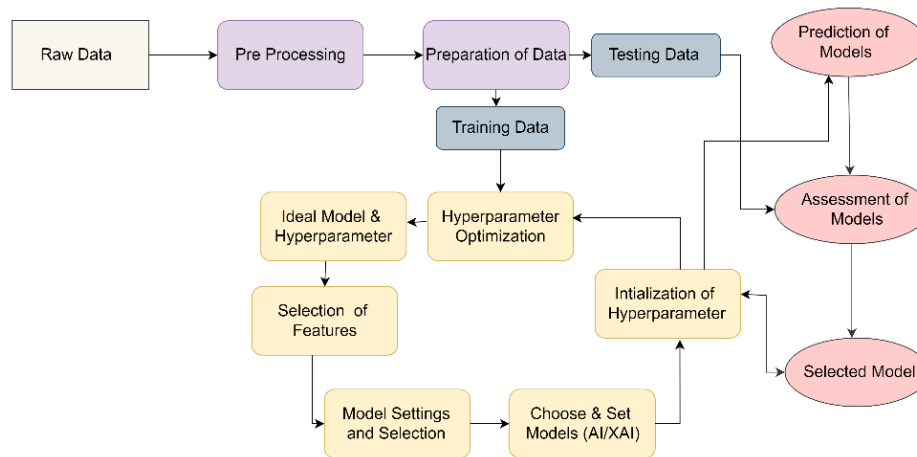 Raw Data
Pre Processing
Preparation of Data
Testing Data
Prediction of
Models
Training Data
Ideal Model &
Hyperparameter
Hyperparameter
Optimization
Assessment of
Models
Selection of
Features
Intialization of
Hyperparameter
Selected Model
Model Settings
and Selection
Choose & Set
Models (AI/XAI)